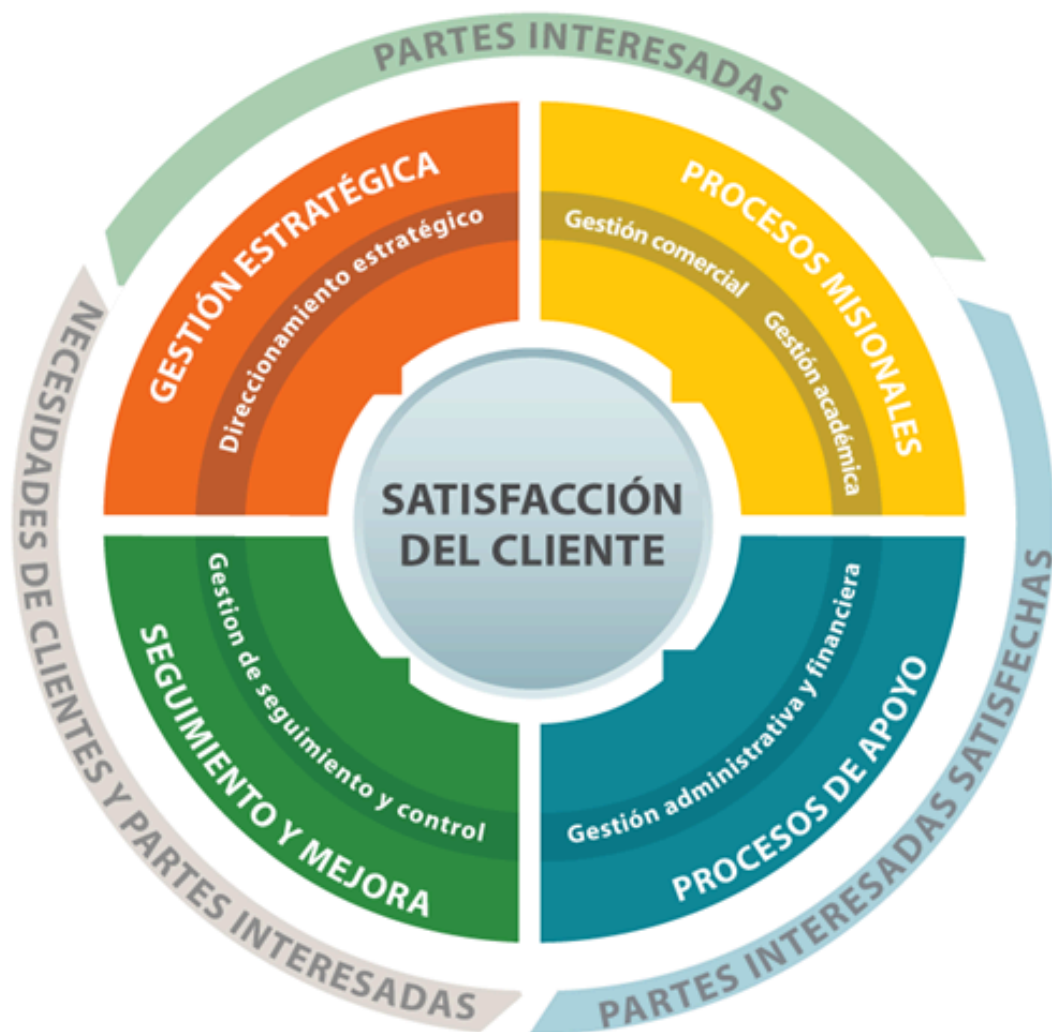 PARTES INTERESADAS
GESTIÓN ESTRATÉGICA
Direccionamiento estratégico
PROCESOS MISIONALES
Gestión comercial
Gestión académica
NECESIDADES DE CLIENTES Y PARTES INTERESADAS
SATISFACCIÓN
DEL CLIENTE
SEGUIMIENTO Y MEJORA
Gestion de seguimiento y control
PROCESOS DE APOYO
Gestión administrativa y financiera
PARTES INTERESADAS SATISFECHAS